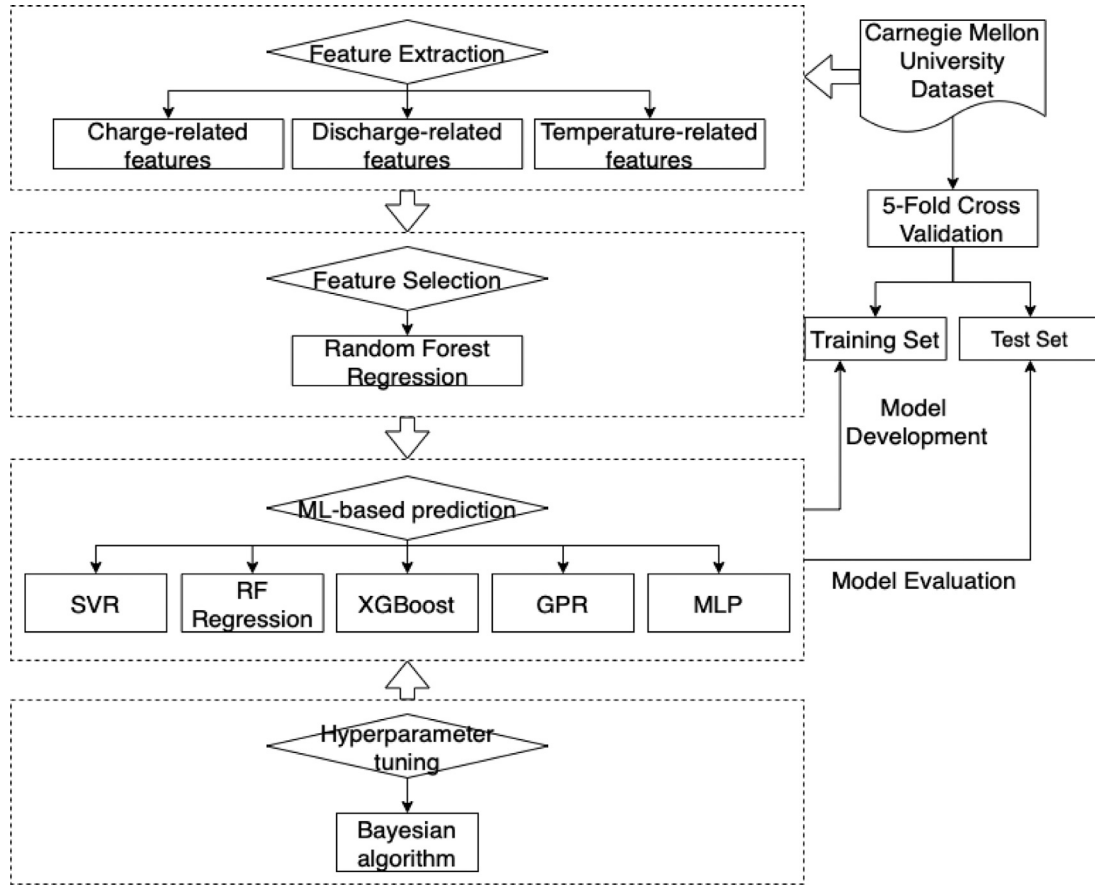 Feature Extraction
Charge-related
features
Discharge-related
features
Temperature-related
features
Carnegie Mellon
University
Dataset
5-Fold Cross
Validation
Training Set
Test Set
Feature Selection
Random Forest
Regression
Model
Development
ML-based prediction
SVR
RF
Regression
XGBoost
GPR
MLP
Model Evaluation
Hyperparameter
tuning
Bayesian
algorithm